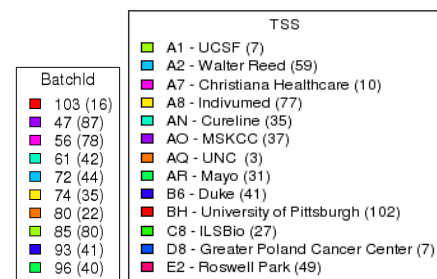 BatchId
103 (16)
47 (87)
56 (78)
61 (42)
72 (44)
74 (35)
80 (22)
85 (80)
93 (41)
96 (40)
TSS
A1 - UCSF (7)
A2 - Walter Reed (59)
A7 - Christiana Healthcare (10)
A8 - Indivumed (77)
AN - Cureline (35)
AO - MSKCC (37)
AQ - UNC (3)
AR - Mayo (31)
B6 - Duke (41)
BH - University of Pittsburgh (102)
C8 - ILSBio (27)
D8 - Greater Poland Cancer Center (7)
E2 - Roswell Park (49)